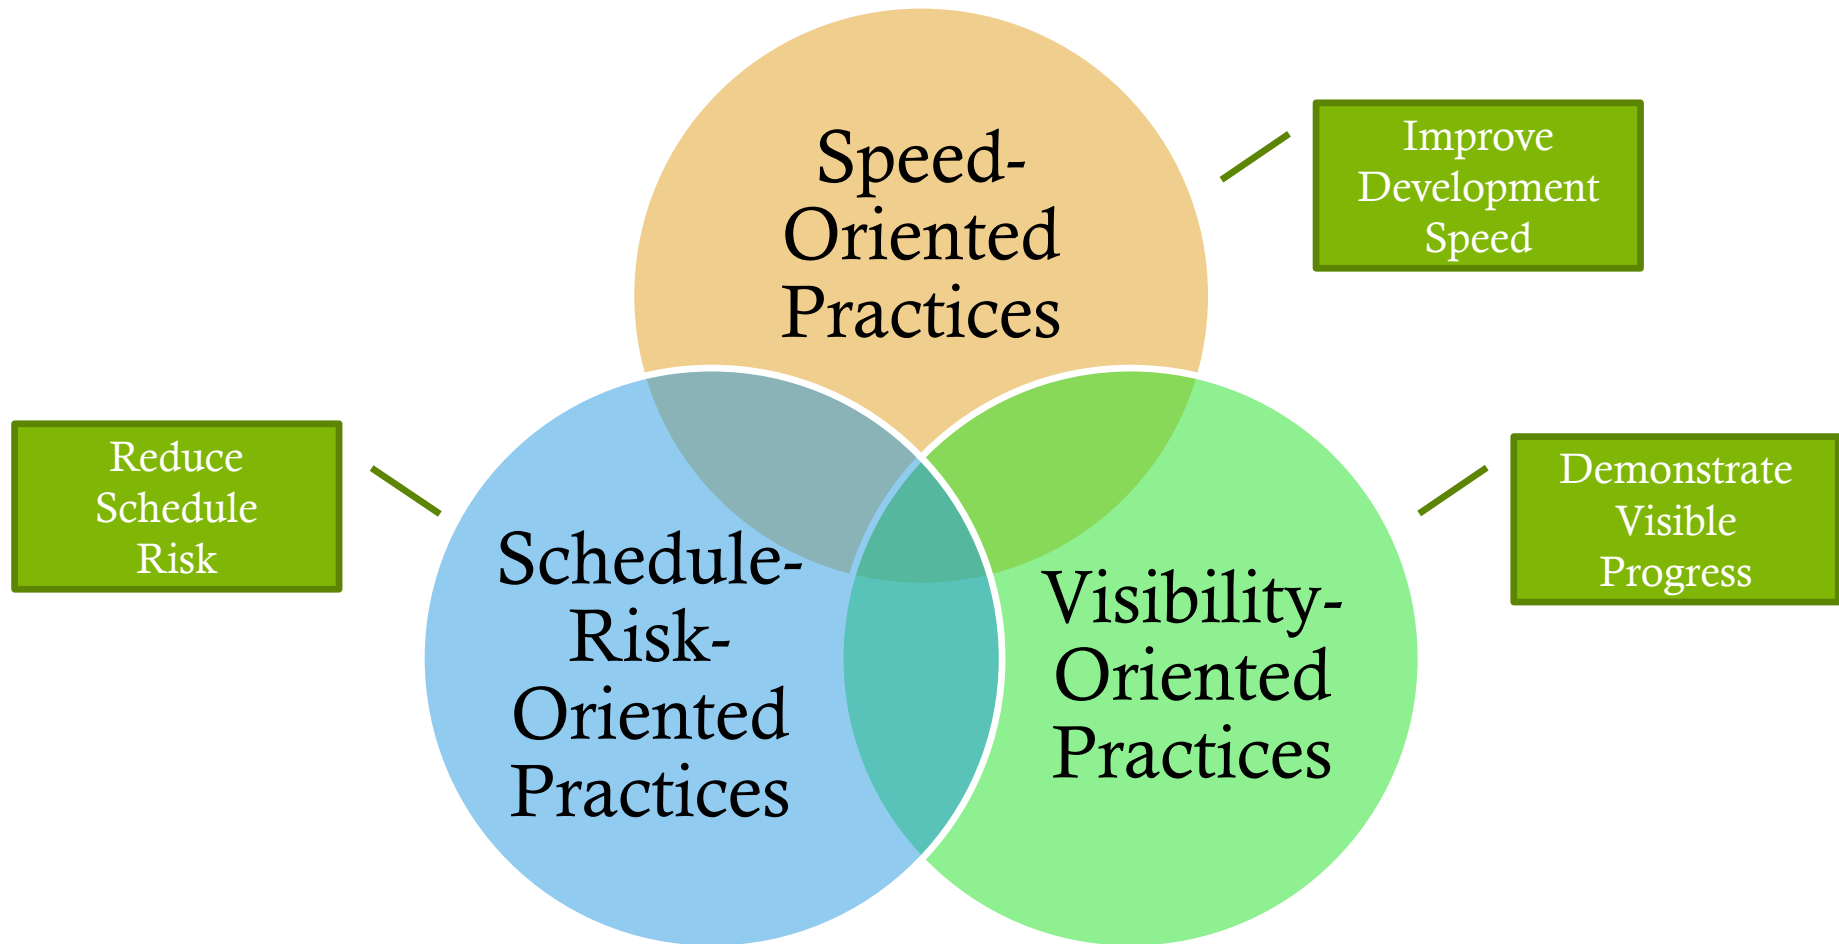 Speed-
Oriented
Practices
Improve
Development
Speed
Reduce
Schedule
Risk
Schedule-
Risk-
Oriented
Practices
Visibility-
Oriented
Practices
Demonstrate
Visible
Progress